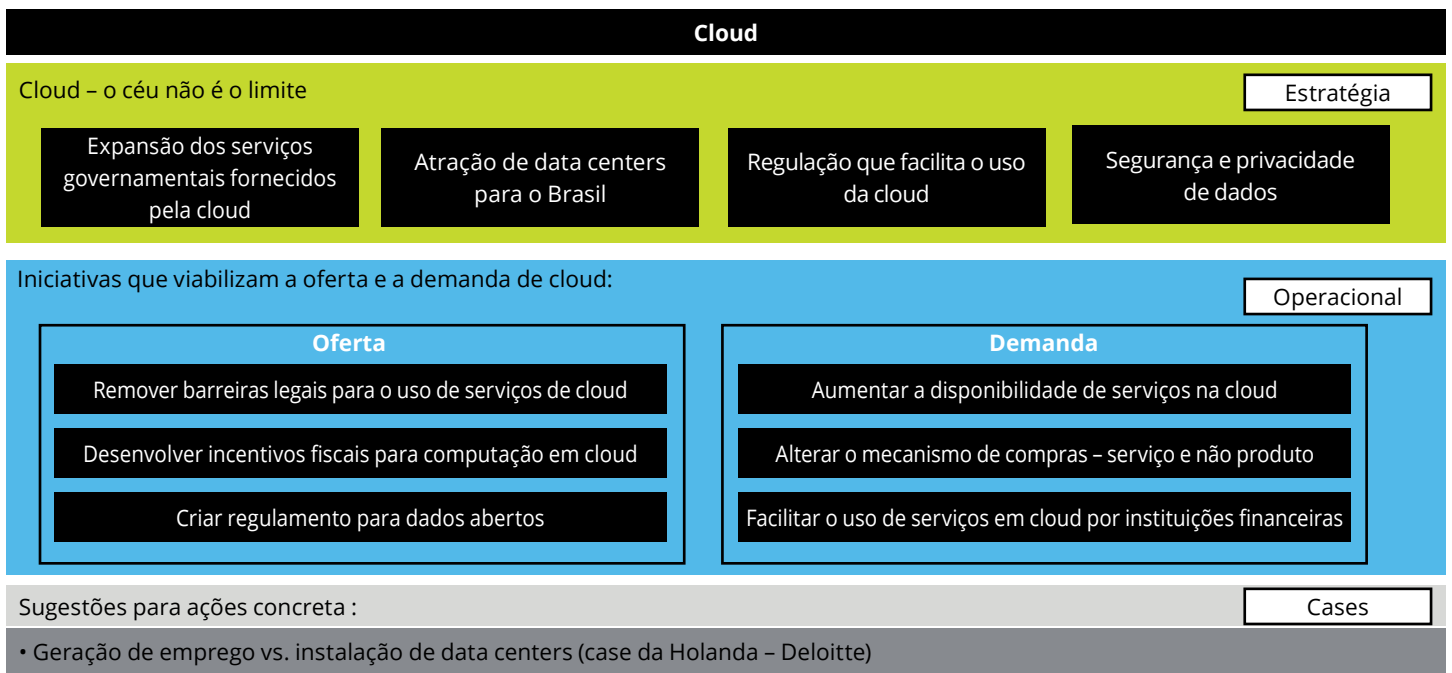 Cloud
Cloud – o céu não é o limite
Estratégia
Expansão dos serviços
governamentais fornecidos
pela cloud
Atração de data centers
para o Brasil
Regulação que facilita o uso
da cloud
Segurança e privacidade
de dados
Iniciativas que viabilizam a oferta e a demanda de cloud:
Operacional
Oferta
Remover barreiras legais para o uso de serviços de cloud
Desenvolver incentivos fiscais para computação em cloud
Criar regulamento para dados abertos
Demanda
Aumentar a disponibilidade de serviços na cloud
Alterar o mecanismo de compras – serviço e não produto
Facilitar o uso de serviços em cloud por instituições financeiras
Sugestões para ações concreta :
Cases
• Geração de emprego vs. instalação de data centers (case da Holanda – Deloitte)